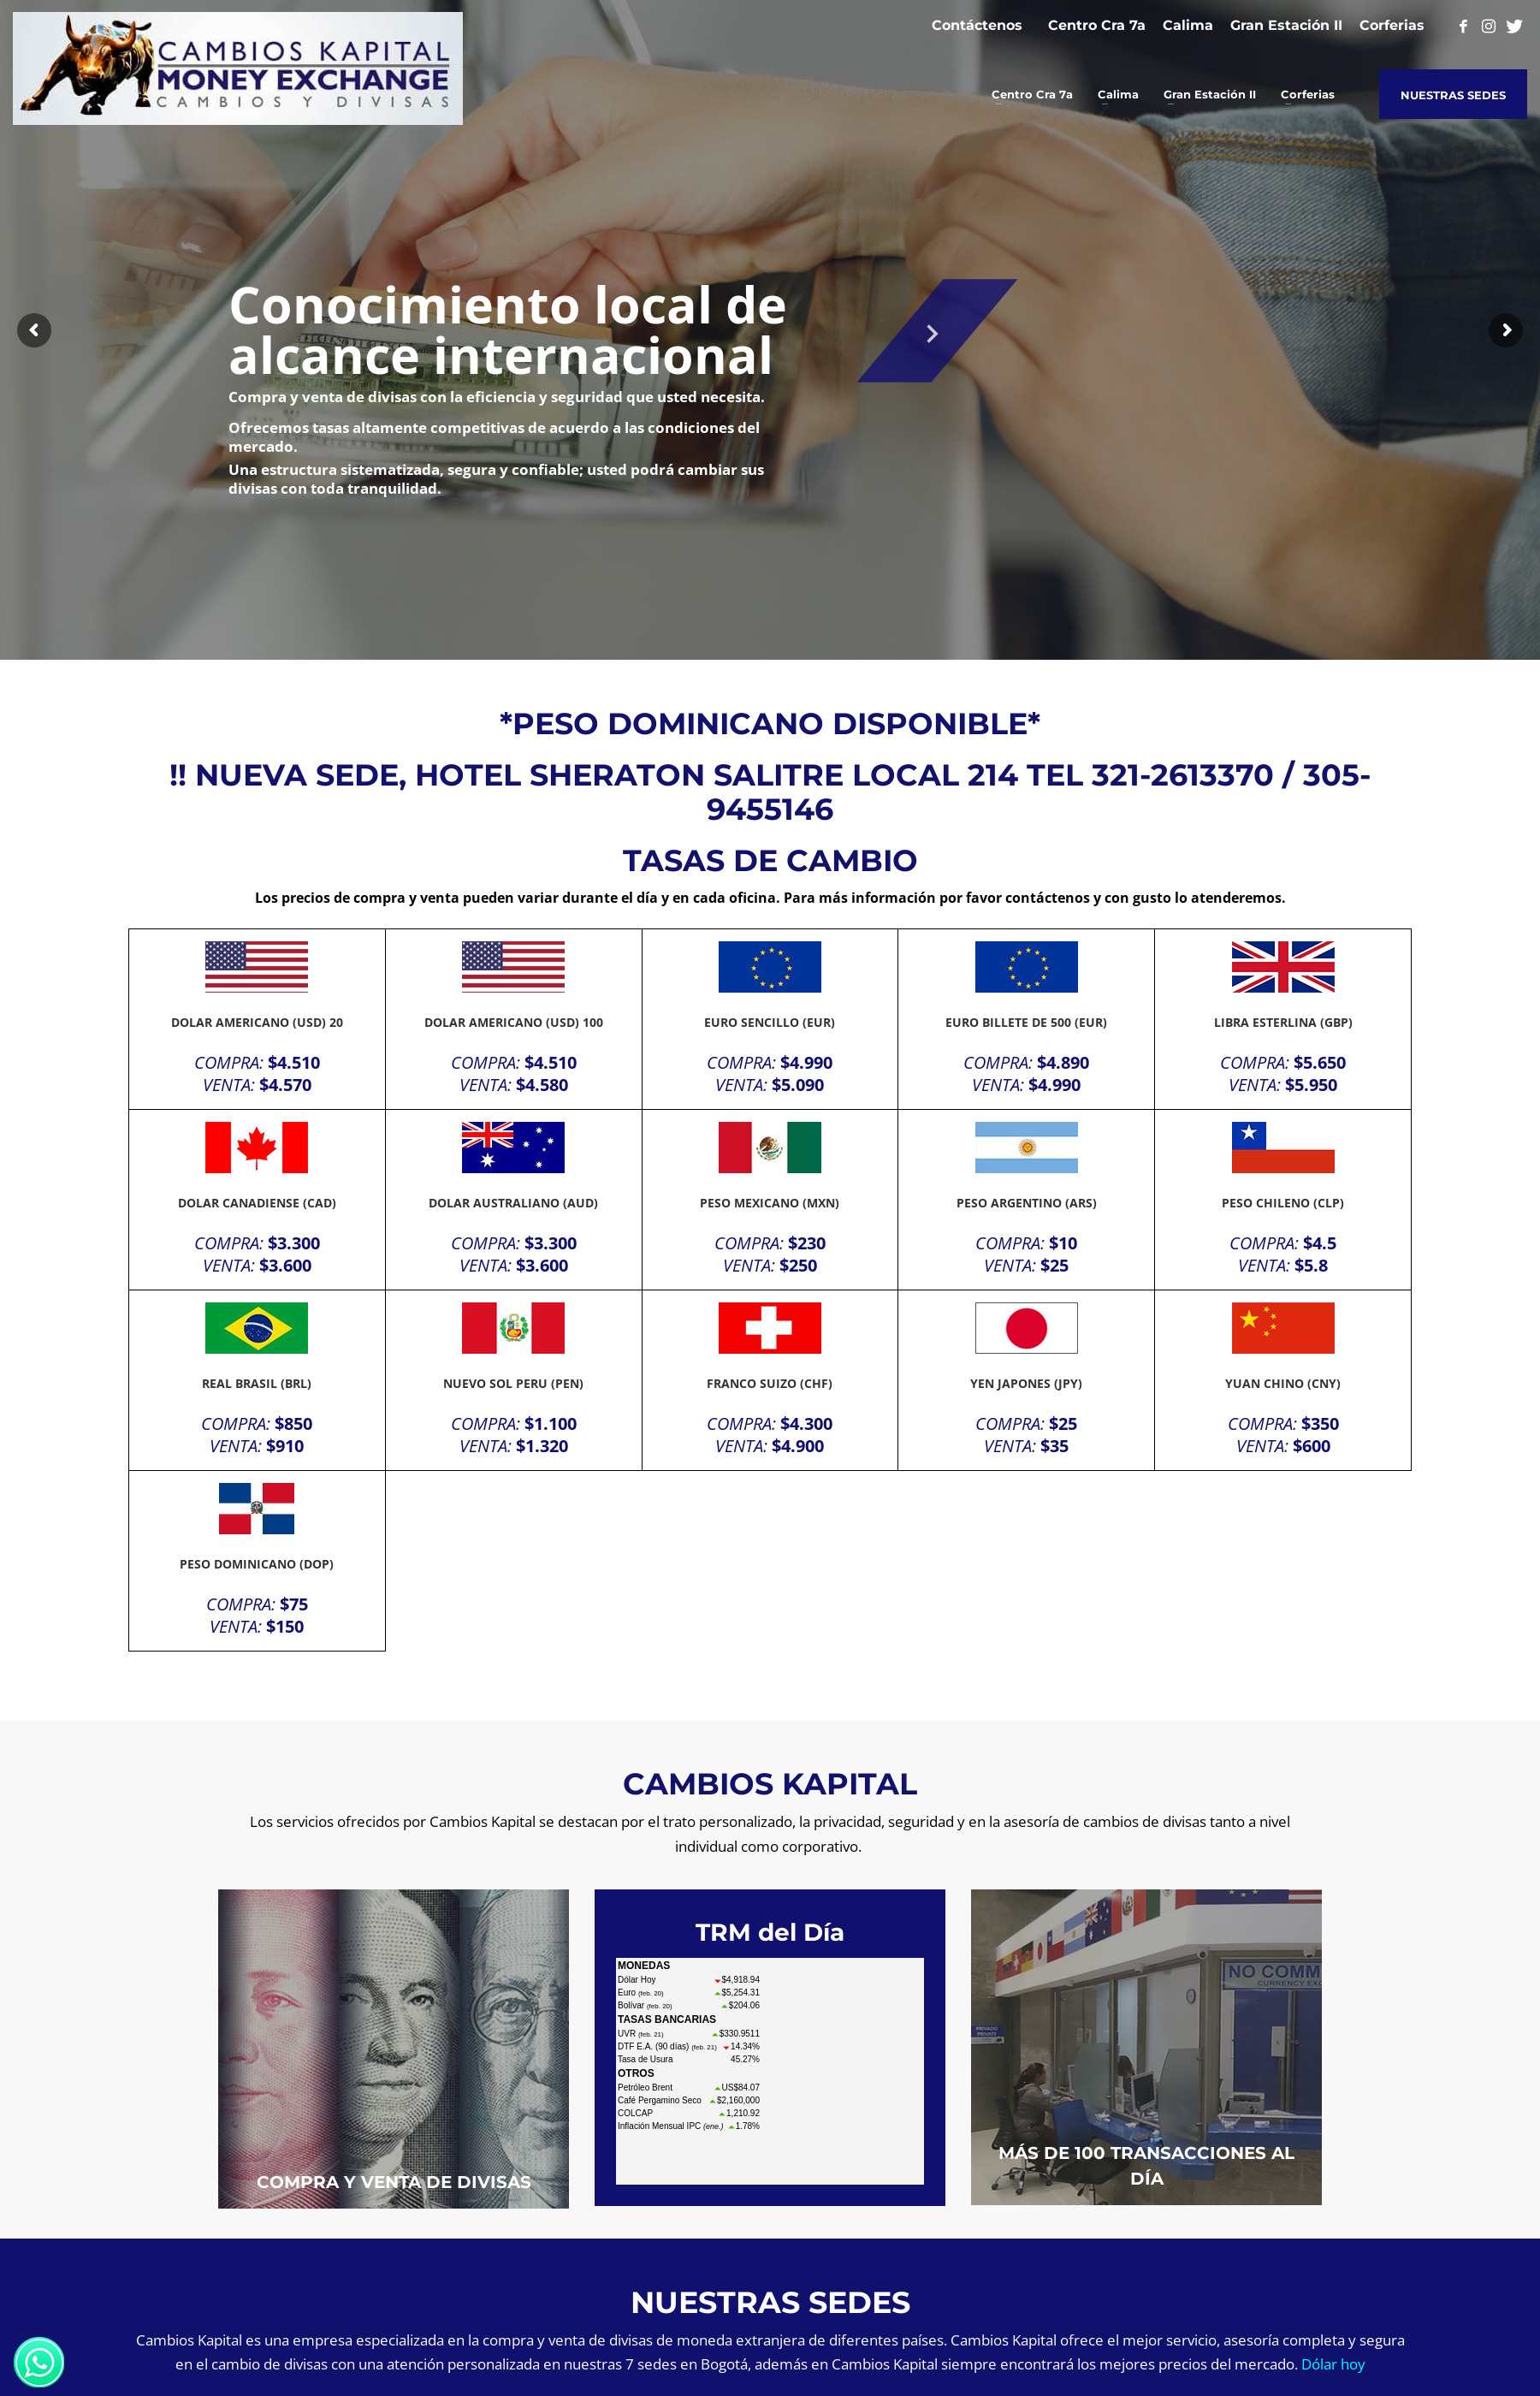 CAMBIOS KAPITAL
MONEY EXCHANGE
CAMBIOS Y DIVISAS
Contáctenos Centro Cra 7a Calima Gran Estación II Corferias
Centro Cra 7a Calima Gran Estación II Corferias NUESTRAS SEDES
Conocimiento local de
alcance internacional
Compra y venta de divisas con la eficiencia y seguridad que usted necesita.
Ofrecemos tasas altamente competitivas de acuerdo a las condiciones del
mercado.
Una estructura sistematizada, segura y confiable; usted podrá cambiar sus
divisas con toda tranquilidad.
*PESO DOMINICANO DISPONIBLE*
!! NUEVA SEDE, HOTEL SHERATON SALITRE LOCAL 214 TEL 321-2613370 / 305-
9455146
TASAS DE CAMBIO
Los precios de compra y venta pueden variar durante el día y en cada oficina. Para más información por favor contáctenos y con gusto lo atenderemos.
DOLAR AMERICANO (USD) 20
COMPRA: $4.510
VENTA: $4.570
DOLAR AMERICANO (USD) 100
COMPRA: $4.510
VENTA: $4.580
EURO SENCILLO (EUR)
COMPRA: $4.990
VENTA: $5.090
EURO BILLETE DE 500 (EUR)
COMPRA: $4.890
VENTA: $4.990
LIBRA ESTERLINA (GBP)
COMPRA: $5.650
VENTA: $5.950
DOLAR CANADIENSE (CAD)
COMPRA: $3.300
VENTA: $3.600
DOLAR AUSTRALIANO (AUD)
COMPRA: $3.300
VENTA: $3.600
PESO MEXICANO (MXN)
COMPRA: $230
VENTA: $250
PESO ARGENTINO (ARS)
COMPRA: $10
VENTA: $25
PESO CHILENO (CLP)
COMPRA: $4.5
VENTA: $5.8
REAL BRASIL (BRL)
COMPRA: $850
VENTA: $910
NUEVO SOL PERU (PEN)
COMPRA: $1.100
VENTA: $1.320
FRANCO SUIZO (CHF)
COMPRA: $4.300
VENTA: $4.900
YEN JAPONES (JPY)
COMPRA: $25
VENTA: $35
YUAN CHINO (CNY)
COMPRA: $350
VENTA: $600
PESO DOMINICANO (DOP)
COMPRA: $75
VENTA: $150
CAMBIOS KAPITAL
Los servicios ofrecidos por Cambios Kapital se destacan por el trato personalizado, la privacidad, seguridad y en la asesoría de cambios de divisas tanto a nivel
individual como corporativo.
COMPRA Y VENTA DE DIVISAS
TRM del Día
MONEDAS
Dólar Hoy $4,918.94
Euro (feb. 20) $5,254.31
Bolívar (feb. 20) $204.06
TASAS BANCARIAS
UVR (feb. 21) $330.9511
DTF E.A. (90 días) (feb. 21) 14.34%
Tasa de Usura 45.27%
OTROS
Petróleo Brent US$84.07
Café Pergamino Seco $2,160,000
COLCAP 1,210.92
Inflación Mensual IPC (ene.) 1.78%
NO COMM
CURRENCY EXC
PRIVADO
PRIVATE
MÁS DE 100 TRANSACCIONES AL
DÍA
NUESTRAS SEDES
Cambios Kapital es una empresa especializada en la compra y venta de divisas de moneda extranjera de diferentes países. Cambios Kapital ofrece el mejor servicio, asesoría completa y segura
en el cambio de divisas con una atención personalizada en nuestras 7 sedes en Bogotá, además en Cambios Kapital siempre encontrará los mejores precios del mercado. Dólar hoy